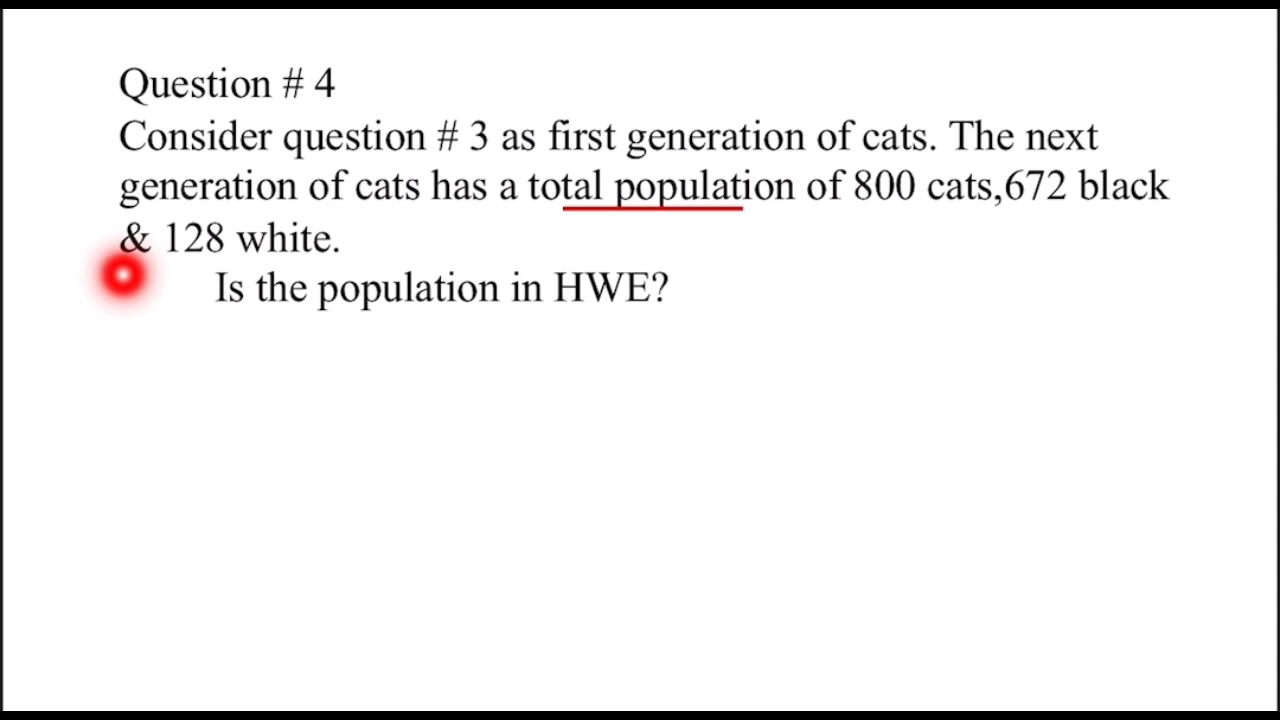 Question # 4
Consider question # 3 as first generation of cats. The next
generation of cats has a total population of 800 cats,672 black
& 128 white.
Is the population in HWE?